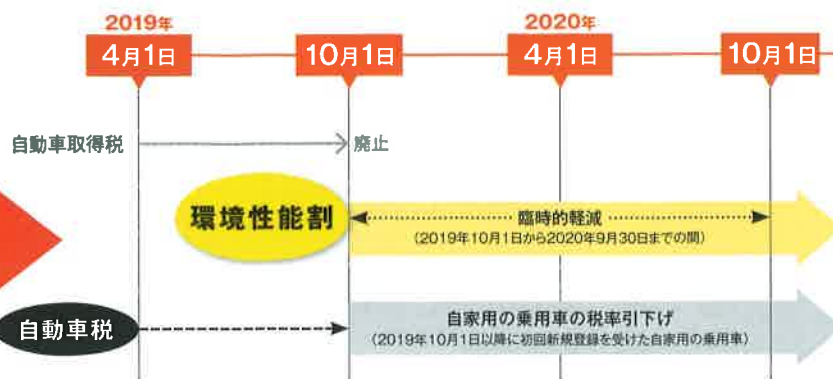 2019年
2020年
4月1日
10月1日
4月1日
10月1日
自動車取得税
廃止
環境性能割
臨時的軽減
（2019年10月1日から2020年9月30日までの間）
自動車税
自家用の乗用車の税率引下げ
（2019年10月1日以降に初回新規登録を受けた自家用の乗用車）